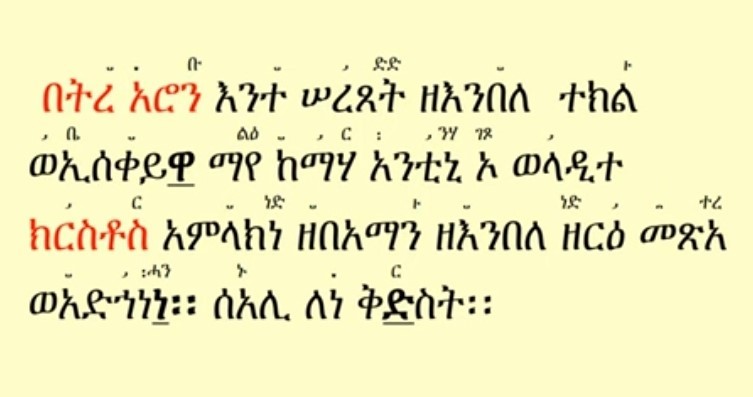 በትረ አሮን እንተ ሠረጸት ዘእንበለ ተክል
ወኢሰቀይዋ ማየ ከማሃ አንቲኒ ኦ ወላዲተ
ክርስቶስ አምላክነ ዘበአማን ዘእንበለ ዘርዕ መጽአ
ወአድኀነነ፡፡ ሰአሊ ለነ ቅድስት፡፡